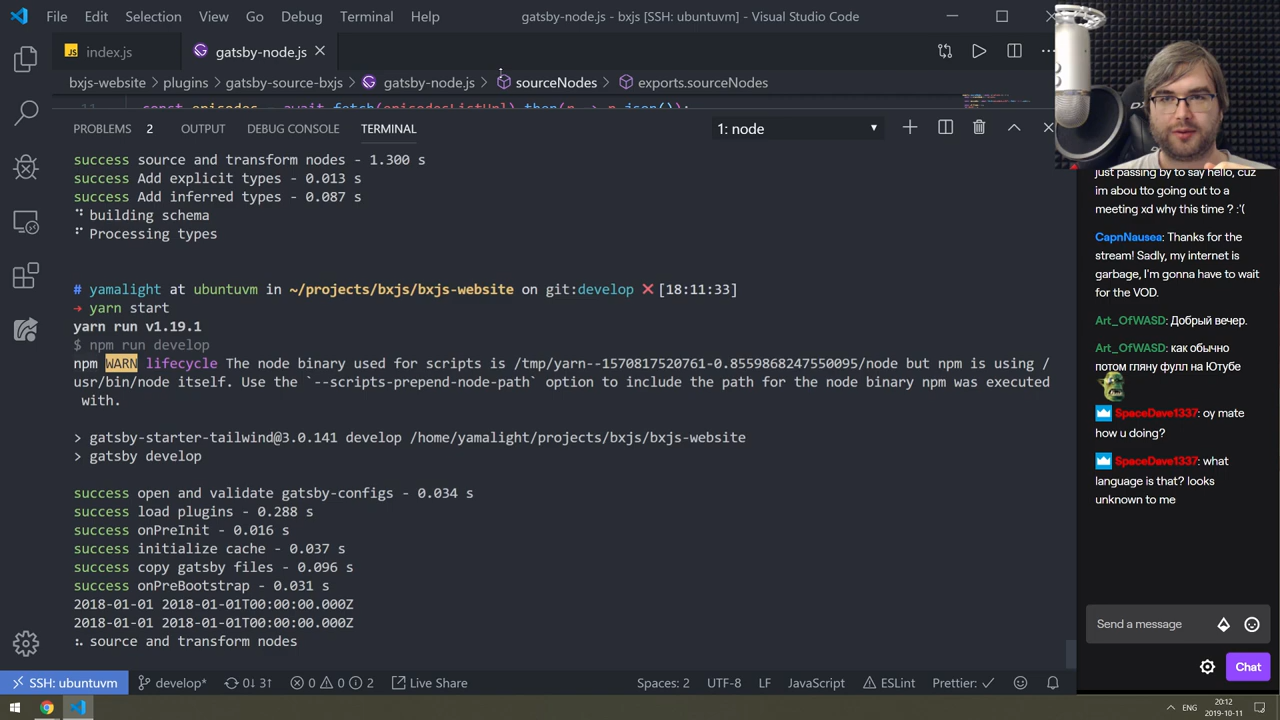 File Edit Selection View Go Debug Terminal Help
gatsby-node.js - bxjs [SSH: ubuntuvm] - Visual Studio Code
JS index.js
gatsby-node.js
bxjs-website > plugins > gatsby-source-bxjs > gatsby-node.js > sourceNodes > exports.sourceNodes
11 const episodes = await fetch(episodesListUrl).then(r => r.json());
PROBLEMS 2 OUTPUT DEBUG CONSOLE TERMINAL
1: node
success source and transform nodes - 1.300 s
success Add explicit types - 0.013 s
success Add inferred types - 0.087 s
building schema
Processing types
# yamalight at ubuntuvm in ~/projects/bxjs/bxjs-website on git:develop ✕ [18:11:33]
→ yarn start
yarn run v1.19.1
$ npm run develop
npm WARN lifecycle The node binary used for scripts is /tmp/yarn--1570817520761-0.8559868247550095/node but npm is using /
usr/bin/node itself. Use the `--scripts-prepend-node-path` option to include the path for the node binary npm was executed
with.
> gatsby-starter-tailwind@3.0.141 develop /home/yamalight/projects/bxjs/bxjs-website
> gatsby develop
success open and validate gatsby-configs - 0.034 s
success load plugins - 0.288 s
success onPreInit - 0.016 s
success initialize cache - 0.037 s
success copy gatsby files - 0.096 s
success onPreBootstrap - 0.031 s
2018-01-01 2018-01-01T00:00:00.000Z
2018-01-01 2018-01-01T00:00:00.000Z
source and transform nodes
just passing by to say hello, cuz
im abou tto going out to a
meeting xd why this time ? :'(
CapnNausea: Thanks for the
stream! Sadly, my internet is
garbage, I'm gonna have to wait
for the VOD.
Art_OfWASD: Добрый вечер.
Art_OfWASD: как обычно
потом гляну фулл на Ютубе
SpaceDave1337: oy mate
how u doing?
SpaceDave1337: what
language is that? looks
unknown to me
Send a message
Chat
SSH: ubuntuvm develop* 0↓ 3↑ 0 0 2 Live Share
Spaces: 2 UTF-8 LF JavaScript ESLint Prettier: ✓
ENG
20:12
2019-10-11